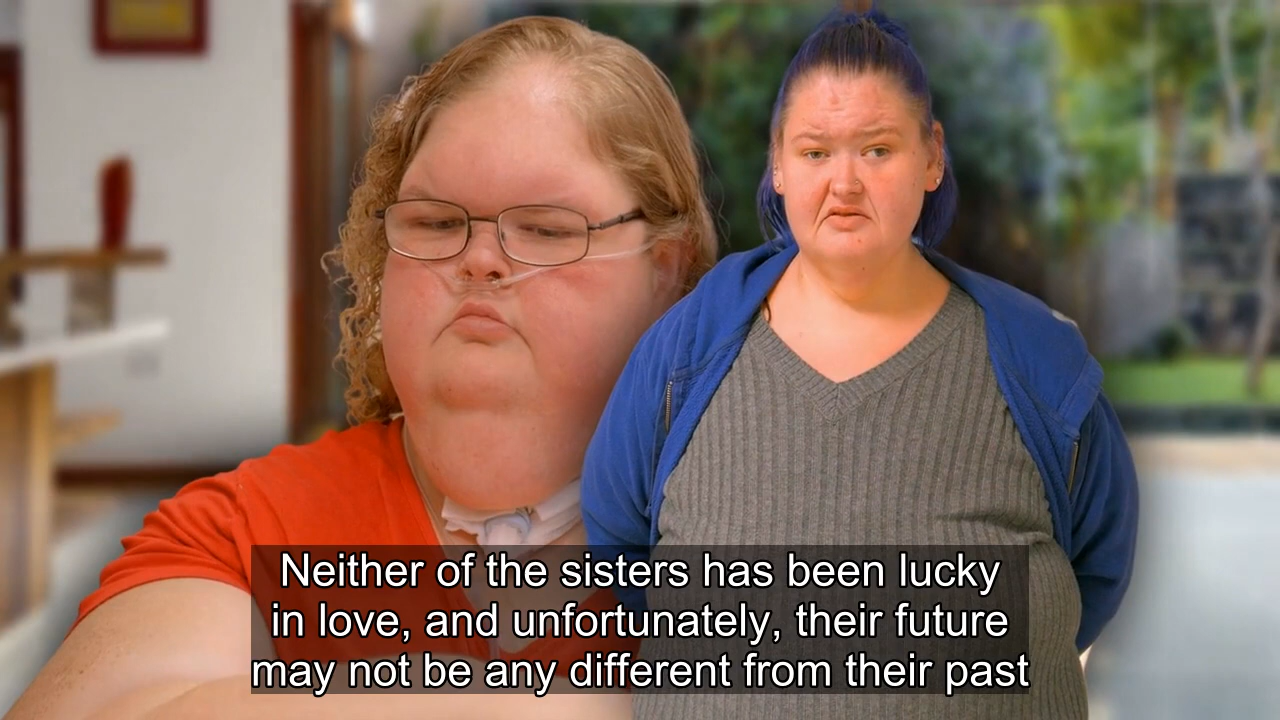 Neither of the sisters has been lucky
in love, and unfortunately, their future
may not be any different from their past